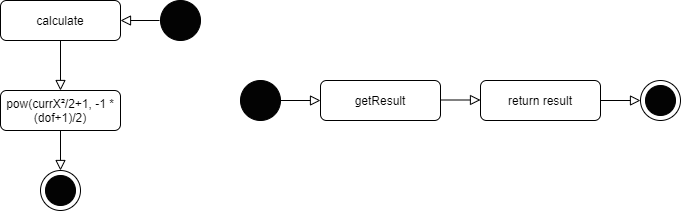 calculate
pow(currX²/2+1, -1 *
(dof+1)/2)
getResult
return result